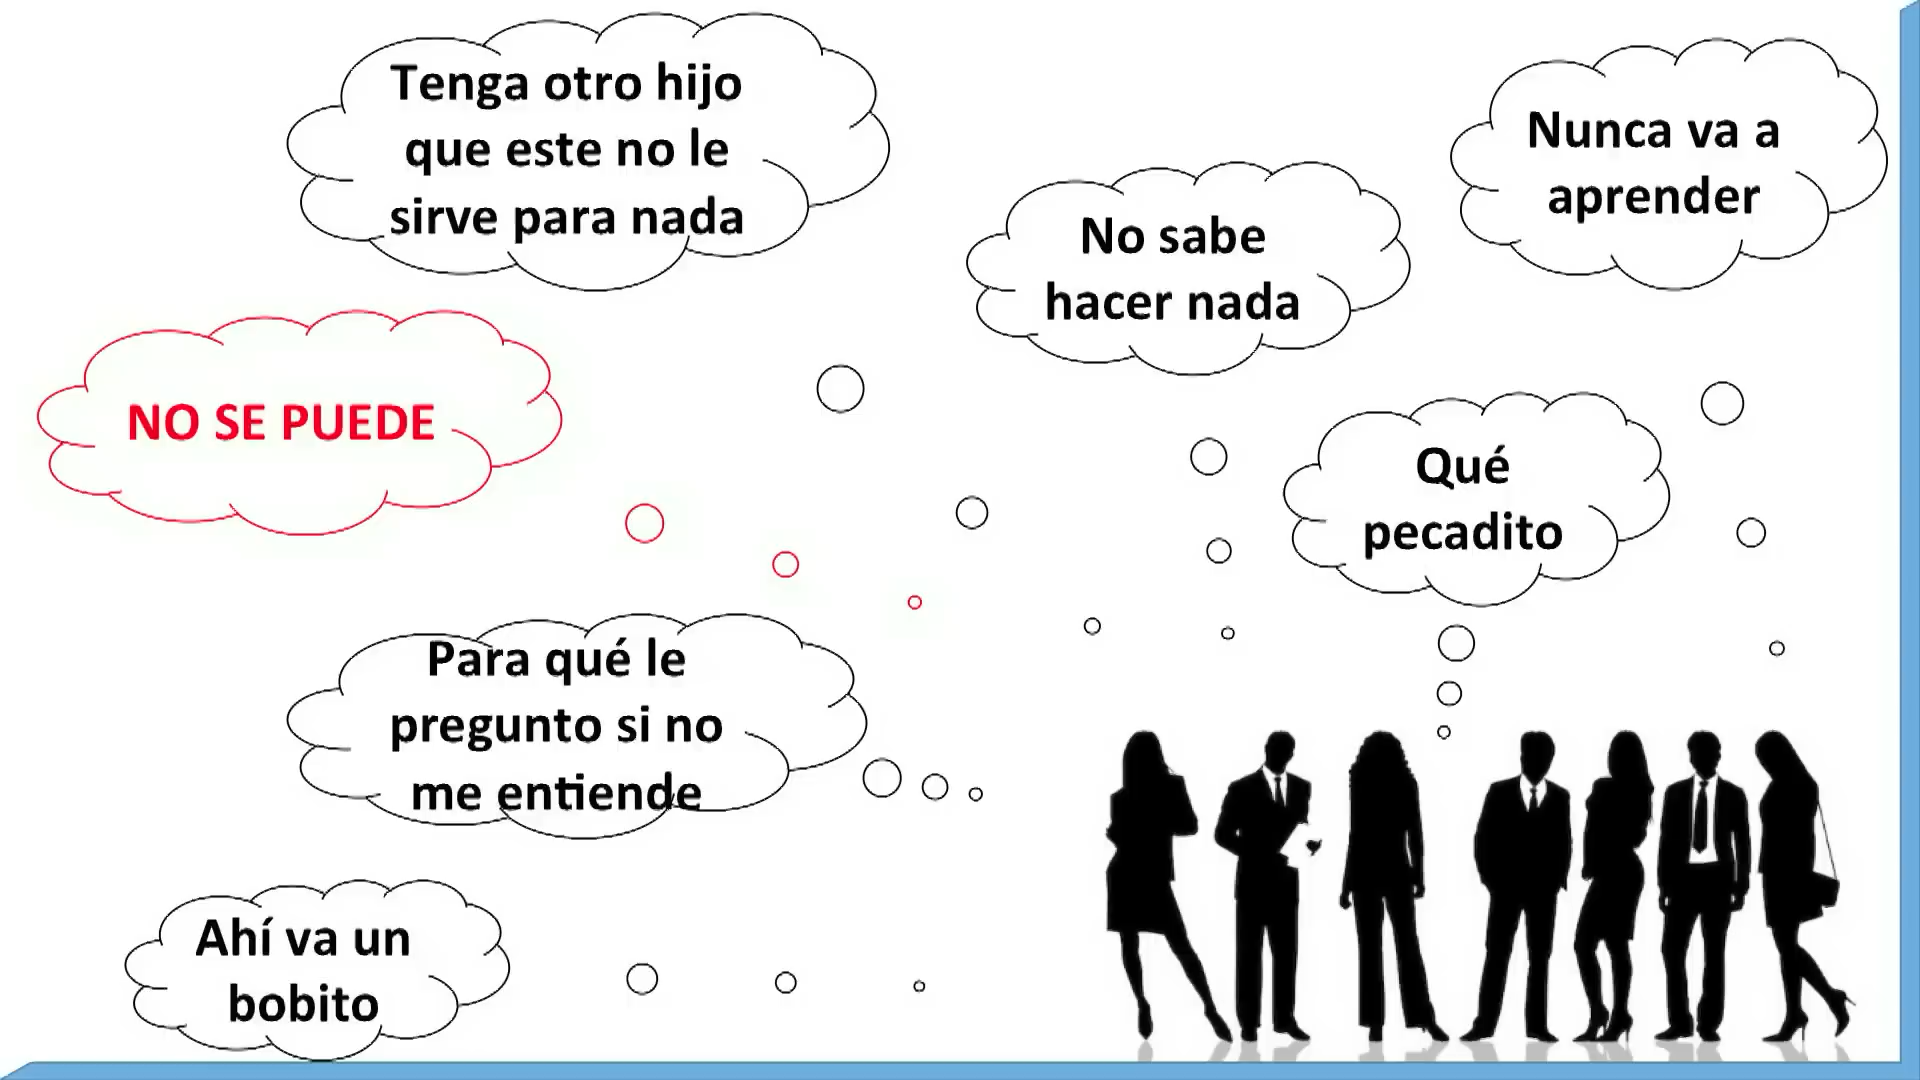 Tenga otro hijo
que este no le
sirve para nada
Nunca va a
aprender
No sabe
hacer nada
NO SE PUEDE
Qué
pecadito
Para qué le
pregunto si no
me entiende
Ahí va un
bobito